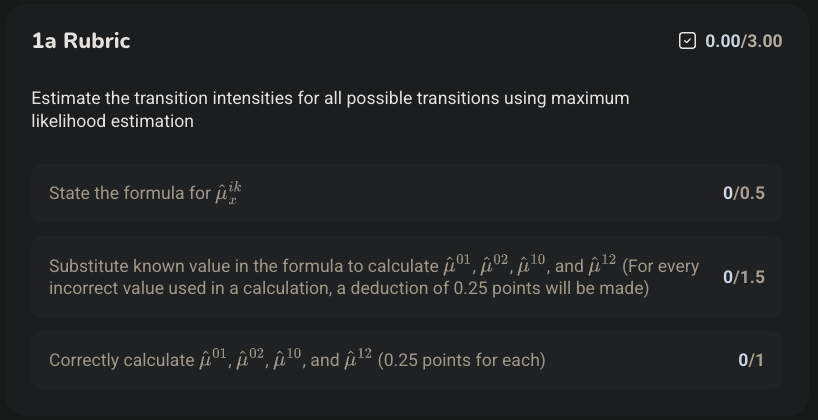 1a Rubric
0.00/3.00
Estimate the transition intensities for all possible transitions using maximum
likelihood estimation
State the formula for $\hat{\mu}_x^{ik}$
0/0.5
Substitute known value in the formula to calculate $\hat{\mu}^{01}$, $\hat{\mu}^{02}$, $\hat{\mu}^{10}$, and $\hat{\mu}^{12}$ (For every
incorrect value used in a calculation, a deduction of 0.25 points will be made)
0/1.5
Correctly calculate $\hat{\mu}^{01}$, $\hat{\mu}^{02}$, $\hat{\mu}^{10}$, and $\hat{\mu}^{12}$ (0.25 points for each)
0/1